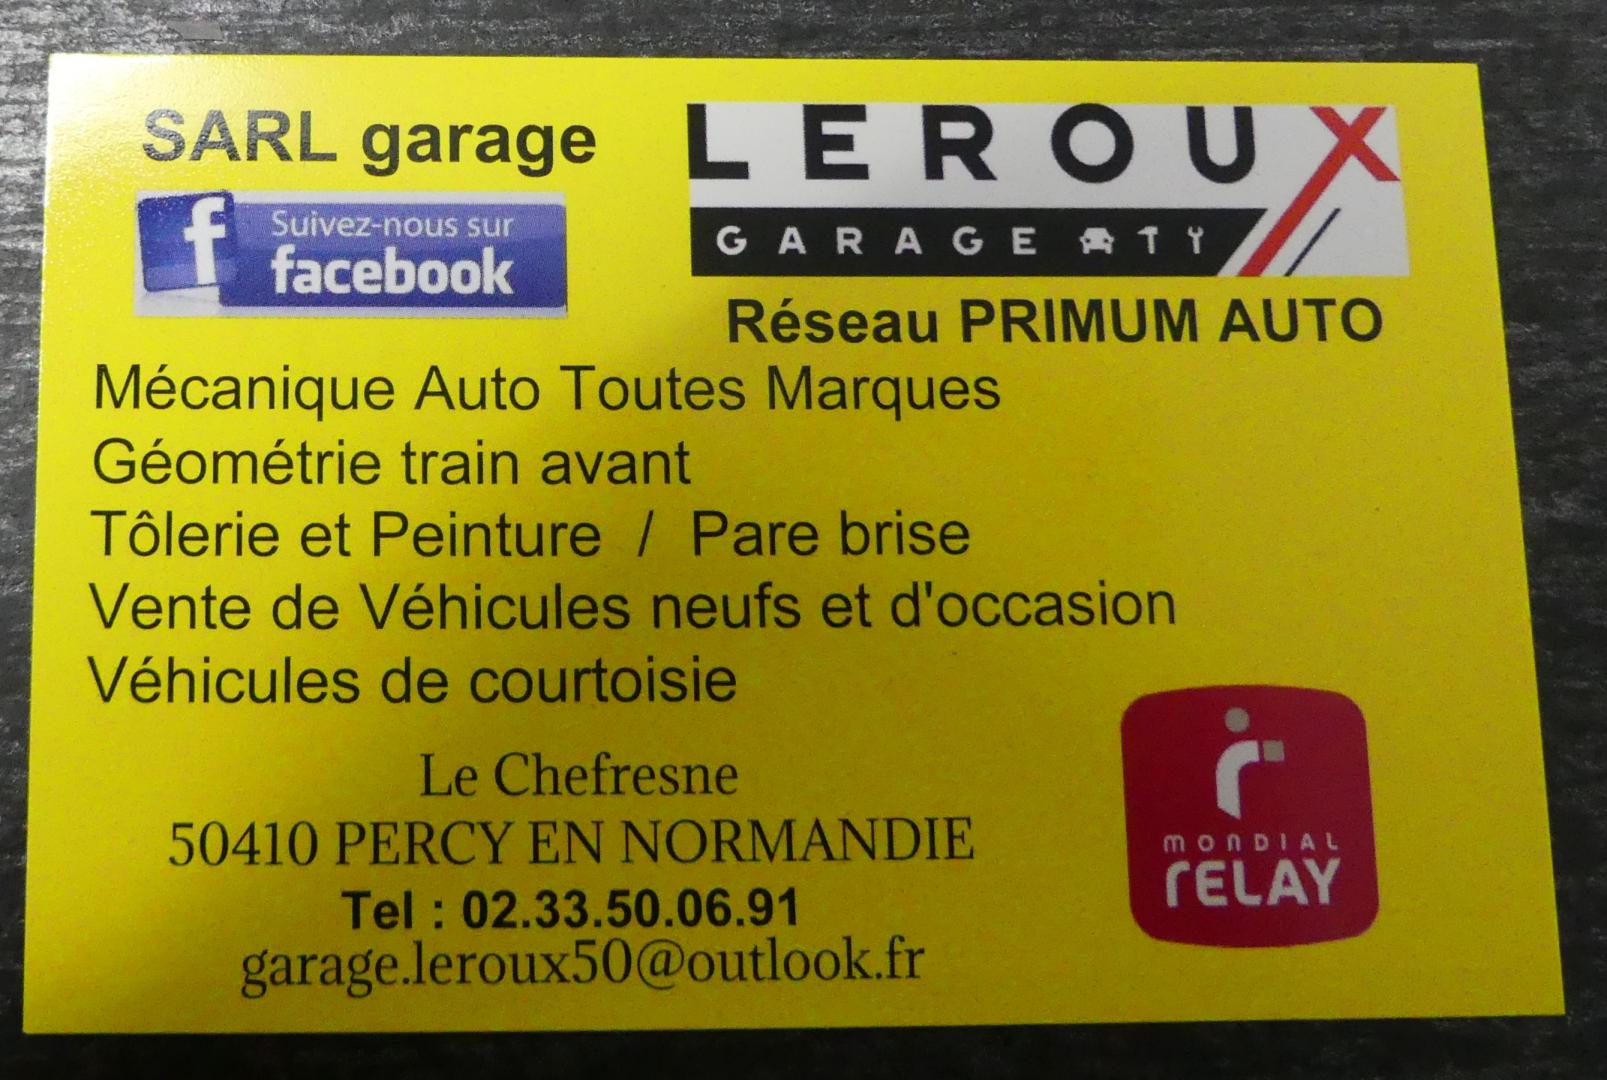 SARL garage
LEROUX
GARAGE
f
Suivez-nous sur
facebook
Réseau PRIMUM AUTO
Mécanique Auto Toutes Marques
Géométrie train avant
Tôlerie et Peinture / Pare brise
Vente de Véhicules neufs et d'occasion
Véhicules de courtoisie
Le Chefresne
50410 PERCY EN NORMANDIE
Tel : 02.33.50.06.91
garage.leroux50@outlook.fr
MONDIAL
RELAY